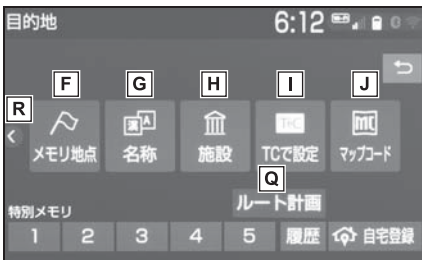 目的地 6:12
F G H I J
R
メモリ地点 名称 施設 TCで設定 マップコード
Q
ルート計画
特別メモリ
1 2 3 4 5 履歴 自宅登録